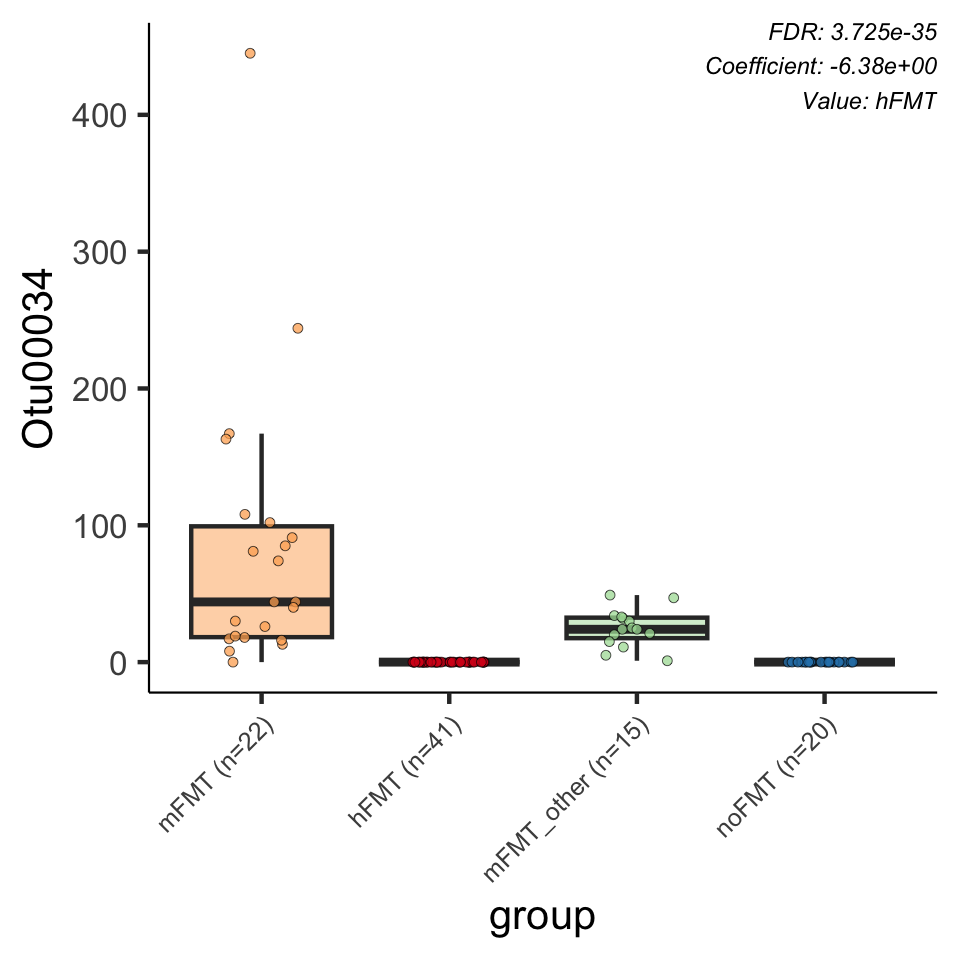 FDR: 3.725e-35
Coefficient: -6.38e+00
Value: hFMT
Otu00034
400
300
200
100
0
mFMT (n=22)
hFMT (n=41)
mFMT_other (n=15)
noFMT (n=20)
group